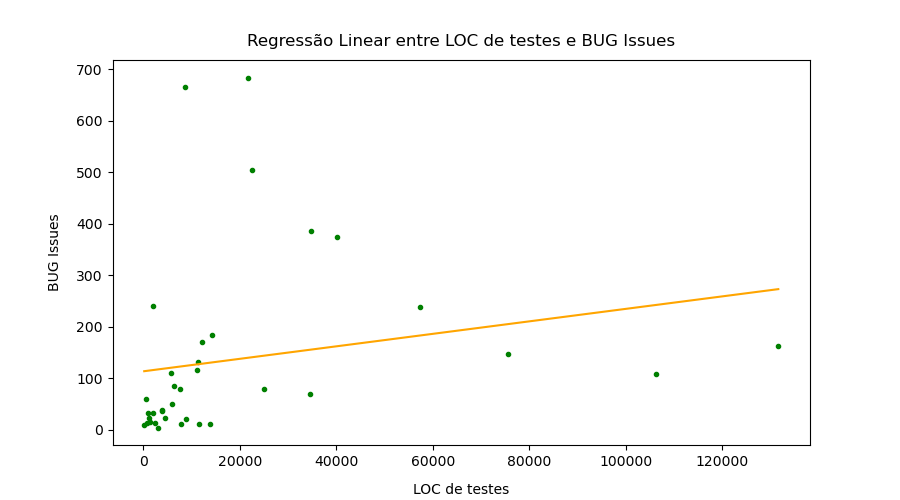 Regressão Linear entre LOC de testes e BUG Issues
700
600
500
400
300
200
100
0
BUG Issues
0 20000 40000 60000 80000 100000 120000
LOC de testes